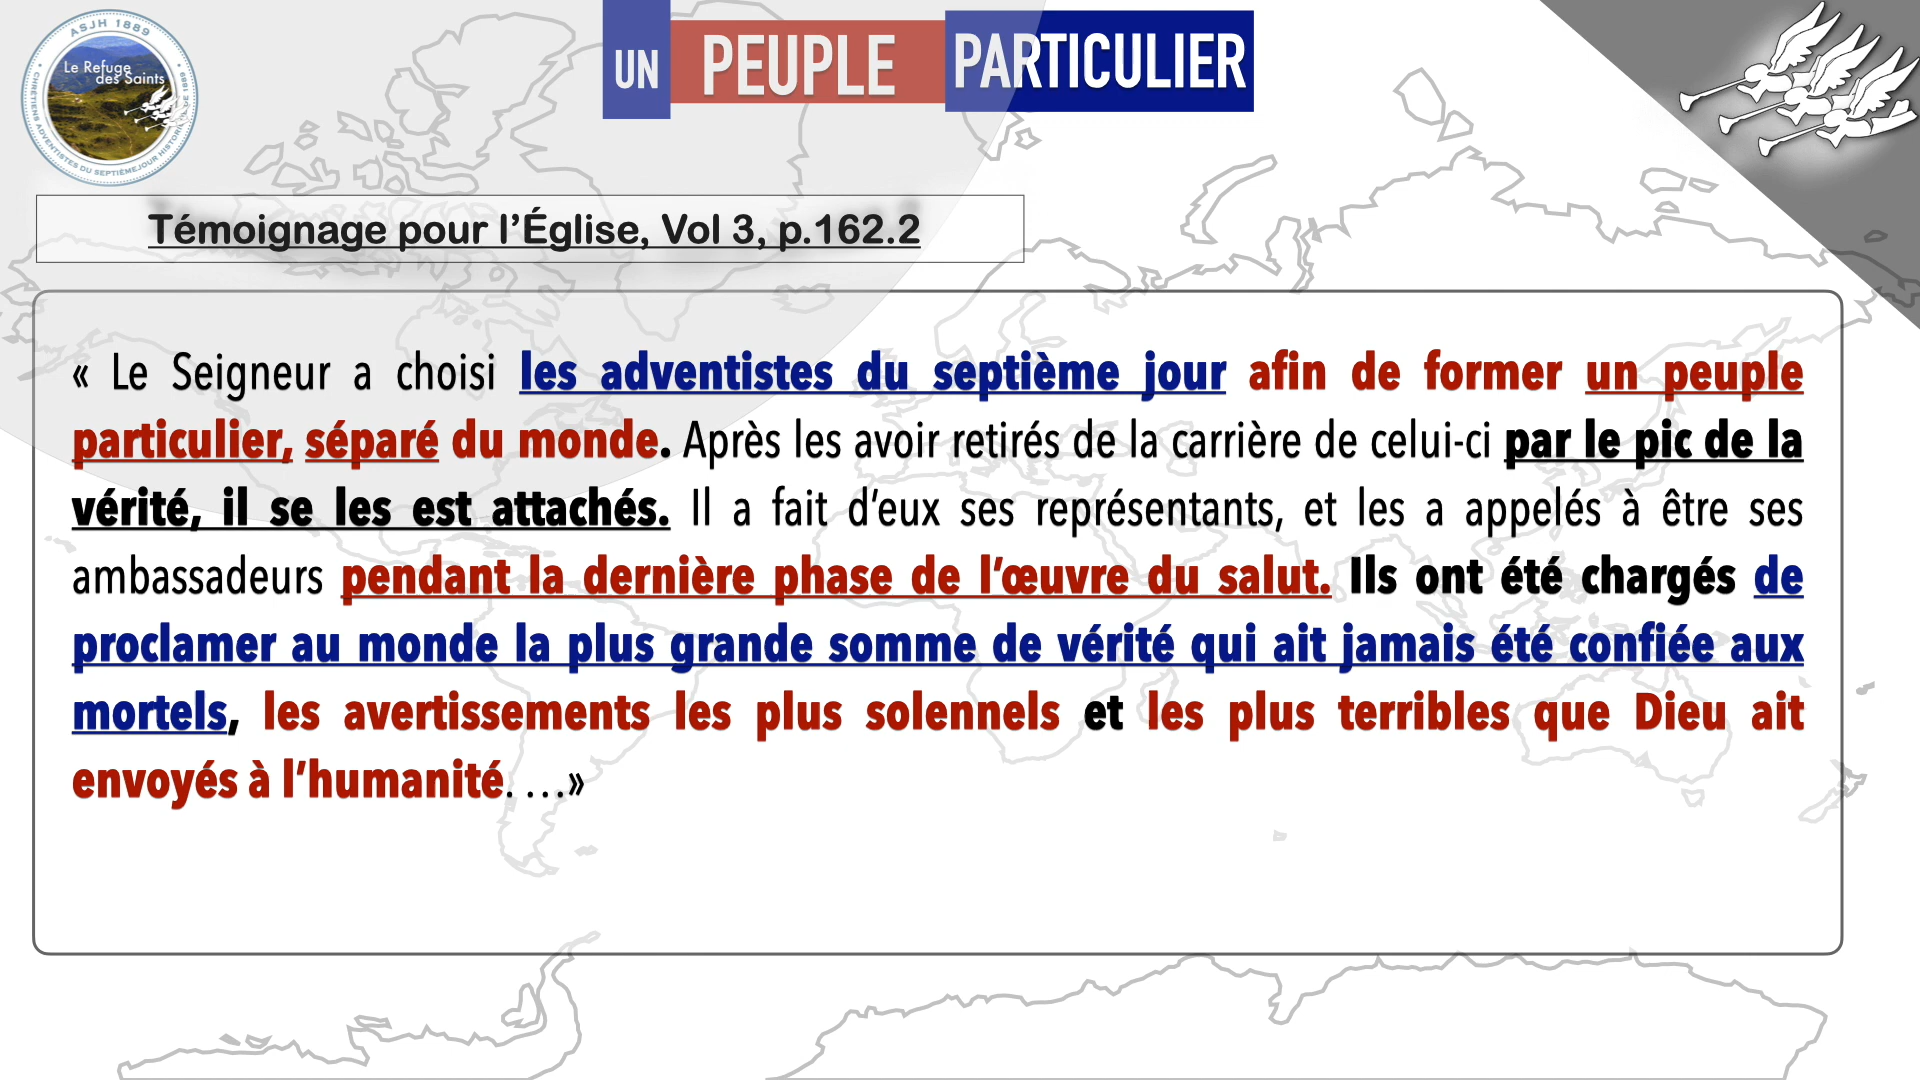 ASJH 1889
Le Refuge
des Saints
CHRÉTIENS ADVENTISTES DU SEPTIÈME JOUR
UN PEUPLE PARTICULIER
Témoignage pour l’Église, Vol 3, p.162.2
« Le Seigneur a choisi les adventistes du septième jour afin de former un peuple
particulier, séparé du monde. Après les avoir retirés de la carrière de celui-ci par le pic de la
vérité, il se les est attachés. Il a fait d’eux ses représentants, et les a appelés à être ses
ambassadeurs pendant la dernière phase de l’œuvre du salut. Ils ont été chargés de
proclamer au monde la plus grande somme de vérité qui ait jamais été confiée aux
mortels, les avertissements les plus solennels et les plus terribles que Dieu ait
envoyés à l’humanité. …»